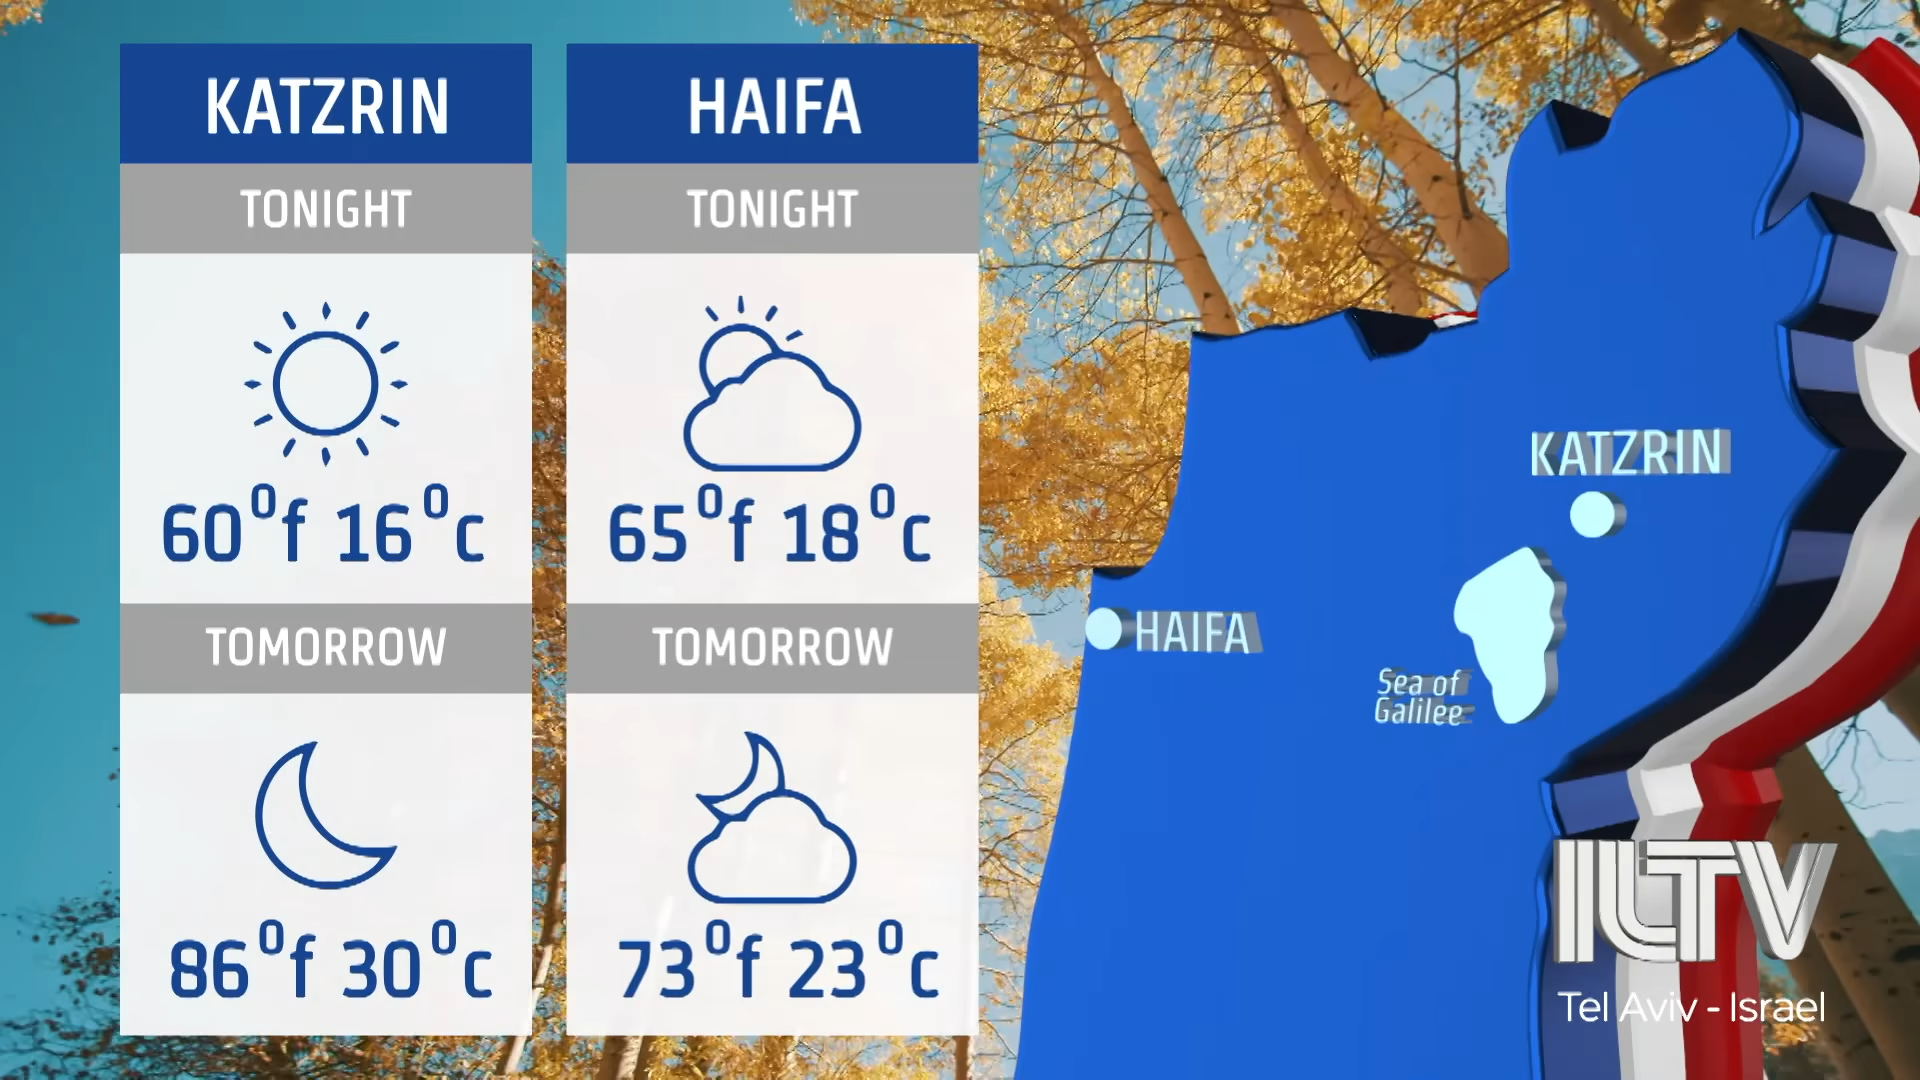 KATZRIN
TONIGHT
60°f 16°c
TOMORROW
86°f 30°c
HAIFA
TONIGHT
65°f 18°c
TOMORROW
73°f 23°c
KATZRIN
HAIFA
Sea of
Galilee
ILTV
Tel Aviv - Israel